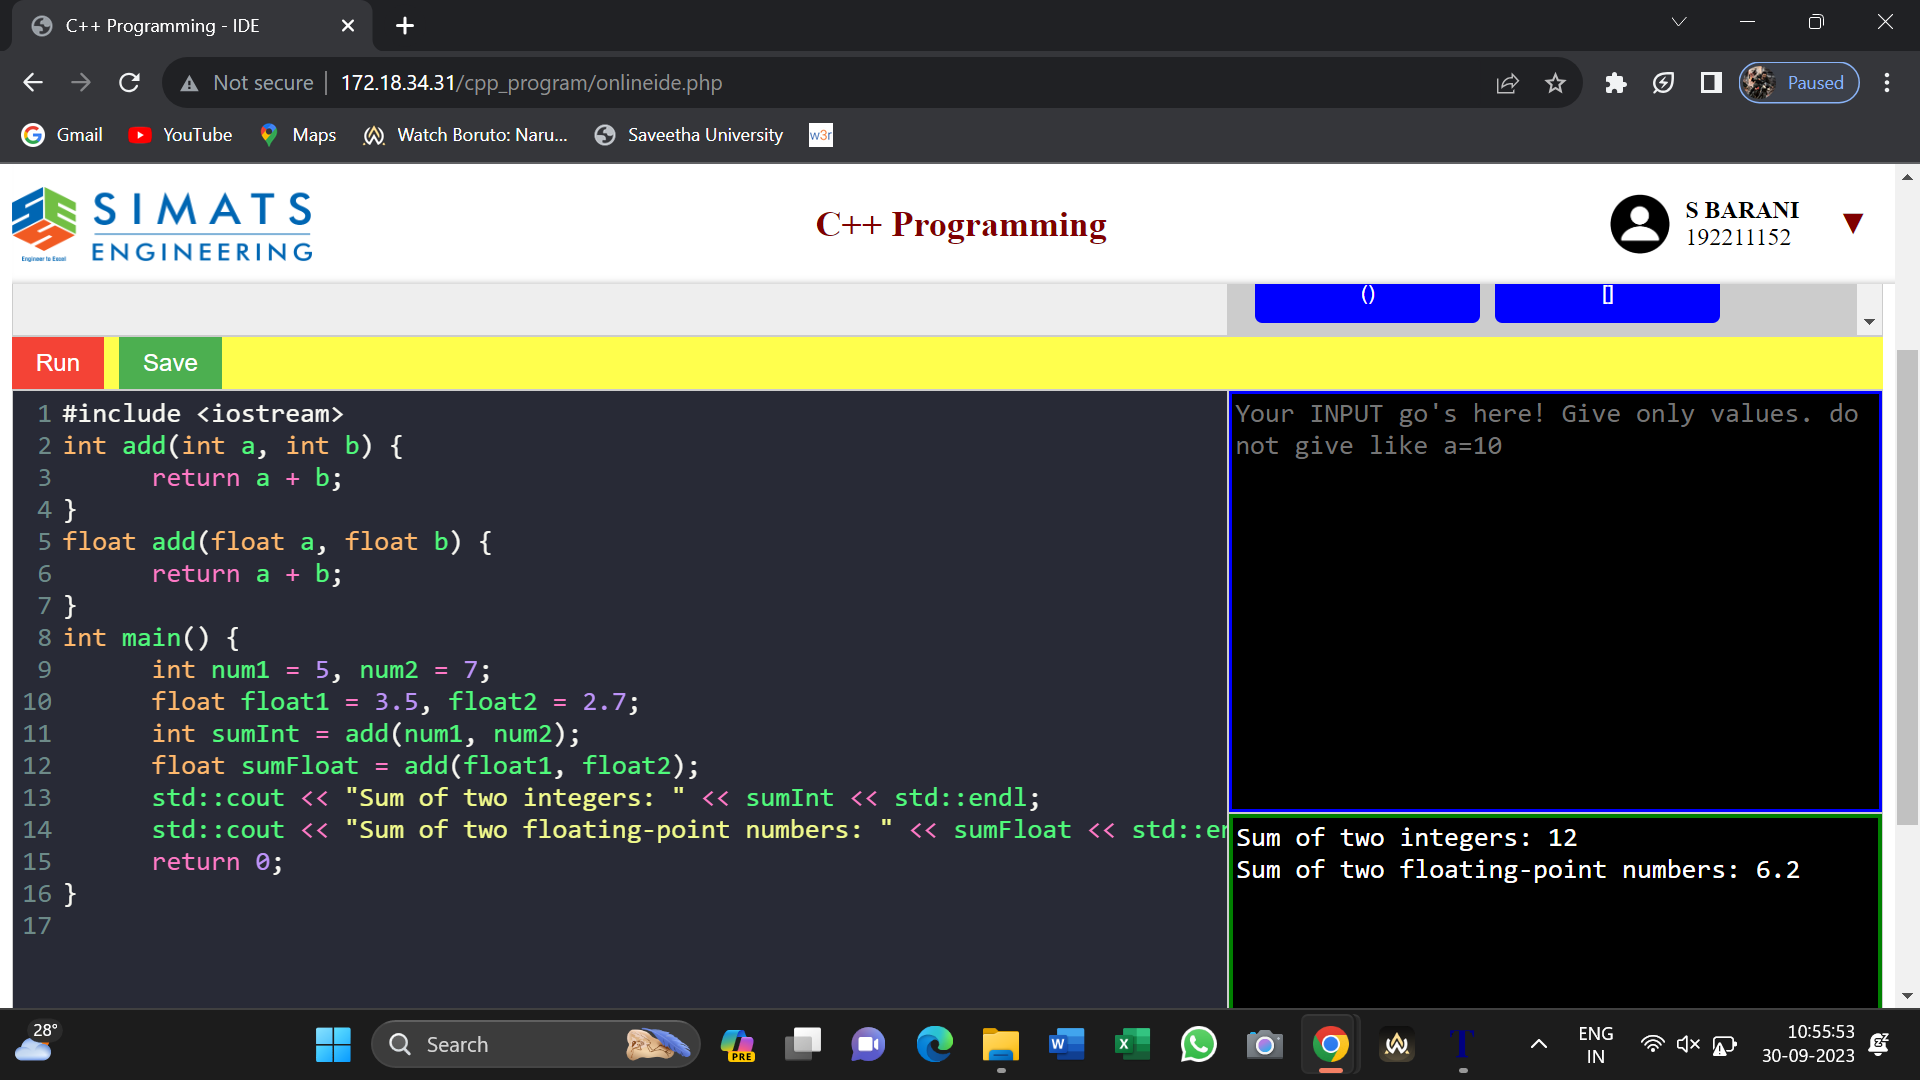 C++ Programming - IDE
Not secure | 172.18.34.31/cpp_program/onlineide.php
Paused
Gmail YouTube Maps Watch Boruto: Naru... Saveetha University w3r
SIMATS
ENGINEERING
Engineer to Excel
C++ Programming
S BARANI
192211152
() []
Run Save
1 #include <iostream>
2 int add(int a, int b) {
3 return a + b;
4 }
5 float add(float a, float b) {
6 return a + b;
7 }
8 int main() {
9 int num1 = 5, num2 = 7;
10 float float1 = 3.5, float2 = 2.7;
11 int sumInt = add(num1, num2);
12 float sumFloat = add(float1, float2);
13 std::cout << "Sum of two integers: " << sumInt << std::endl;
14 std::cout << "Sum of two floating-point numbers: " << sumFloat << std::en
15 return 0;
16 }
17
Your INPUT go's here! Give only values. do
not give like a=10
Sum of two integers: 12
Sum of two floating-point numbers: 6.2
28°
Search
PRE
ENG
IN
10:55:53
30-09-2023